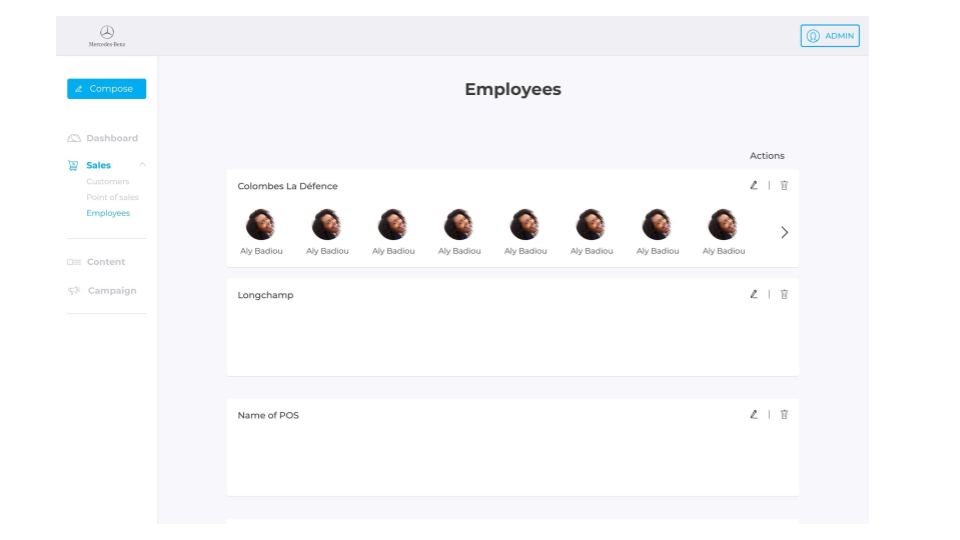 Mercedes-Benz
ADMIN
Compose
Employees
Dashboard
Sales
Customers
Point of sales
Employees
Content
Campaign
Actions
Colombes La Défence
Aly Badiou Aly Badiou Aly Badiou Aly Badiou Aly Badiou Aly Badiou Aly Badiou Aly Badiou
Longchamp
Name of POS